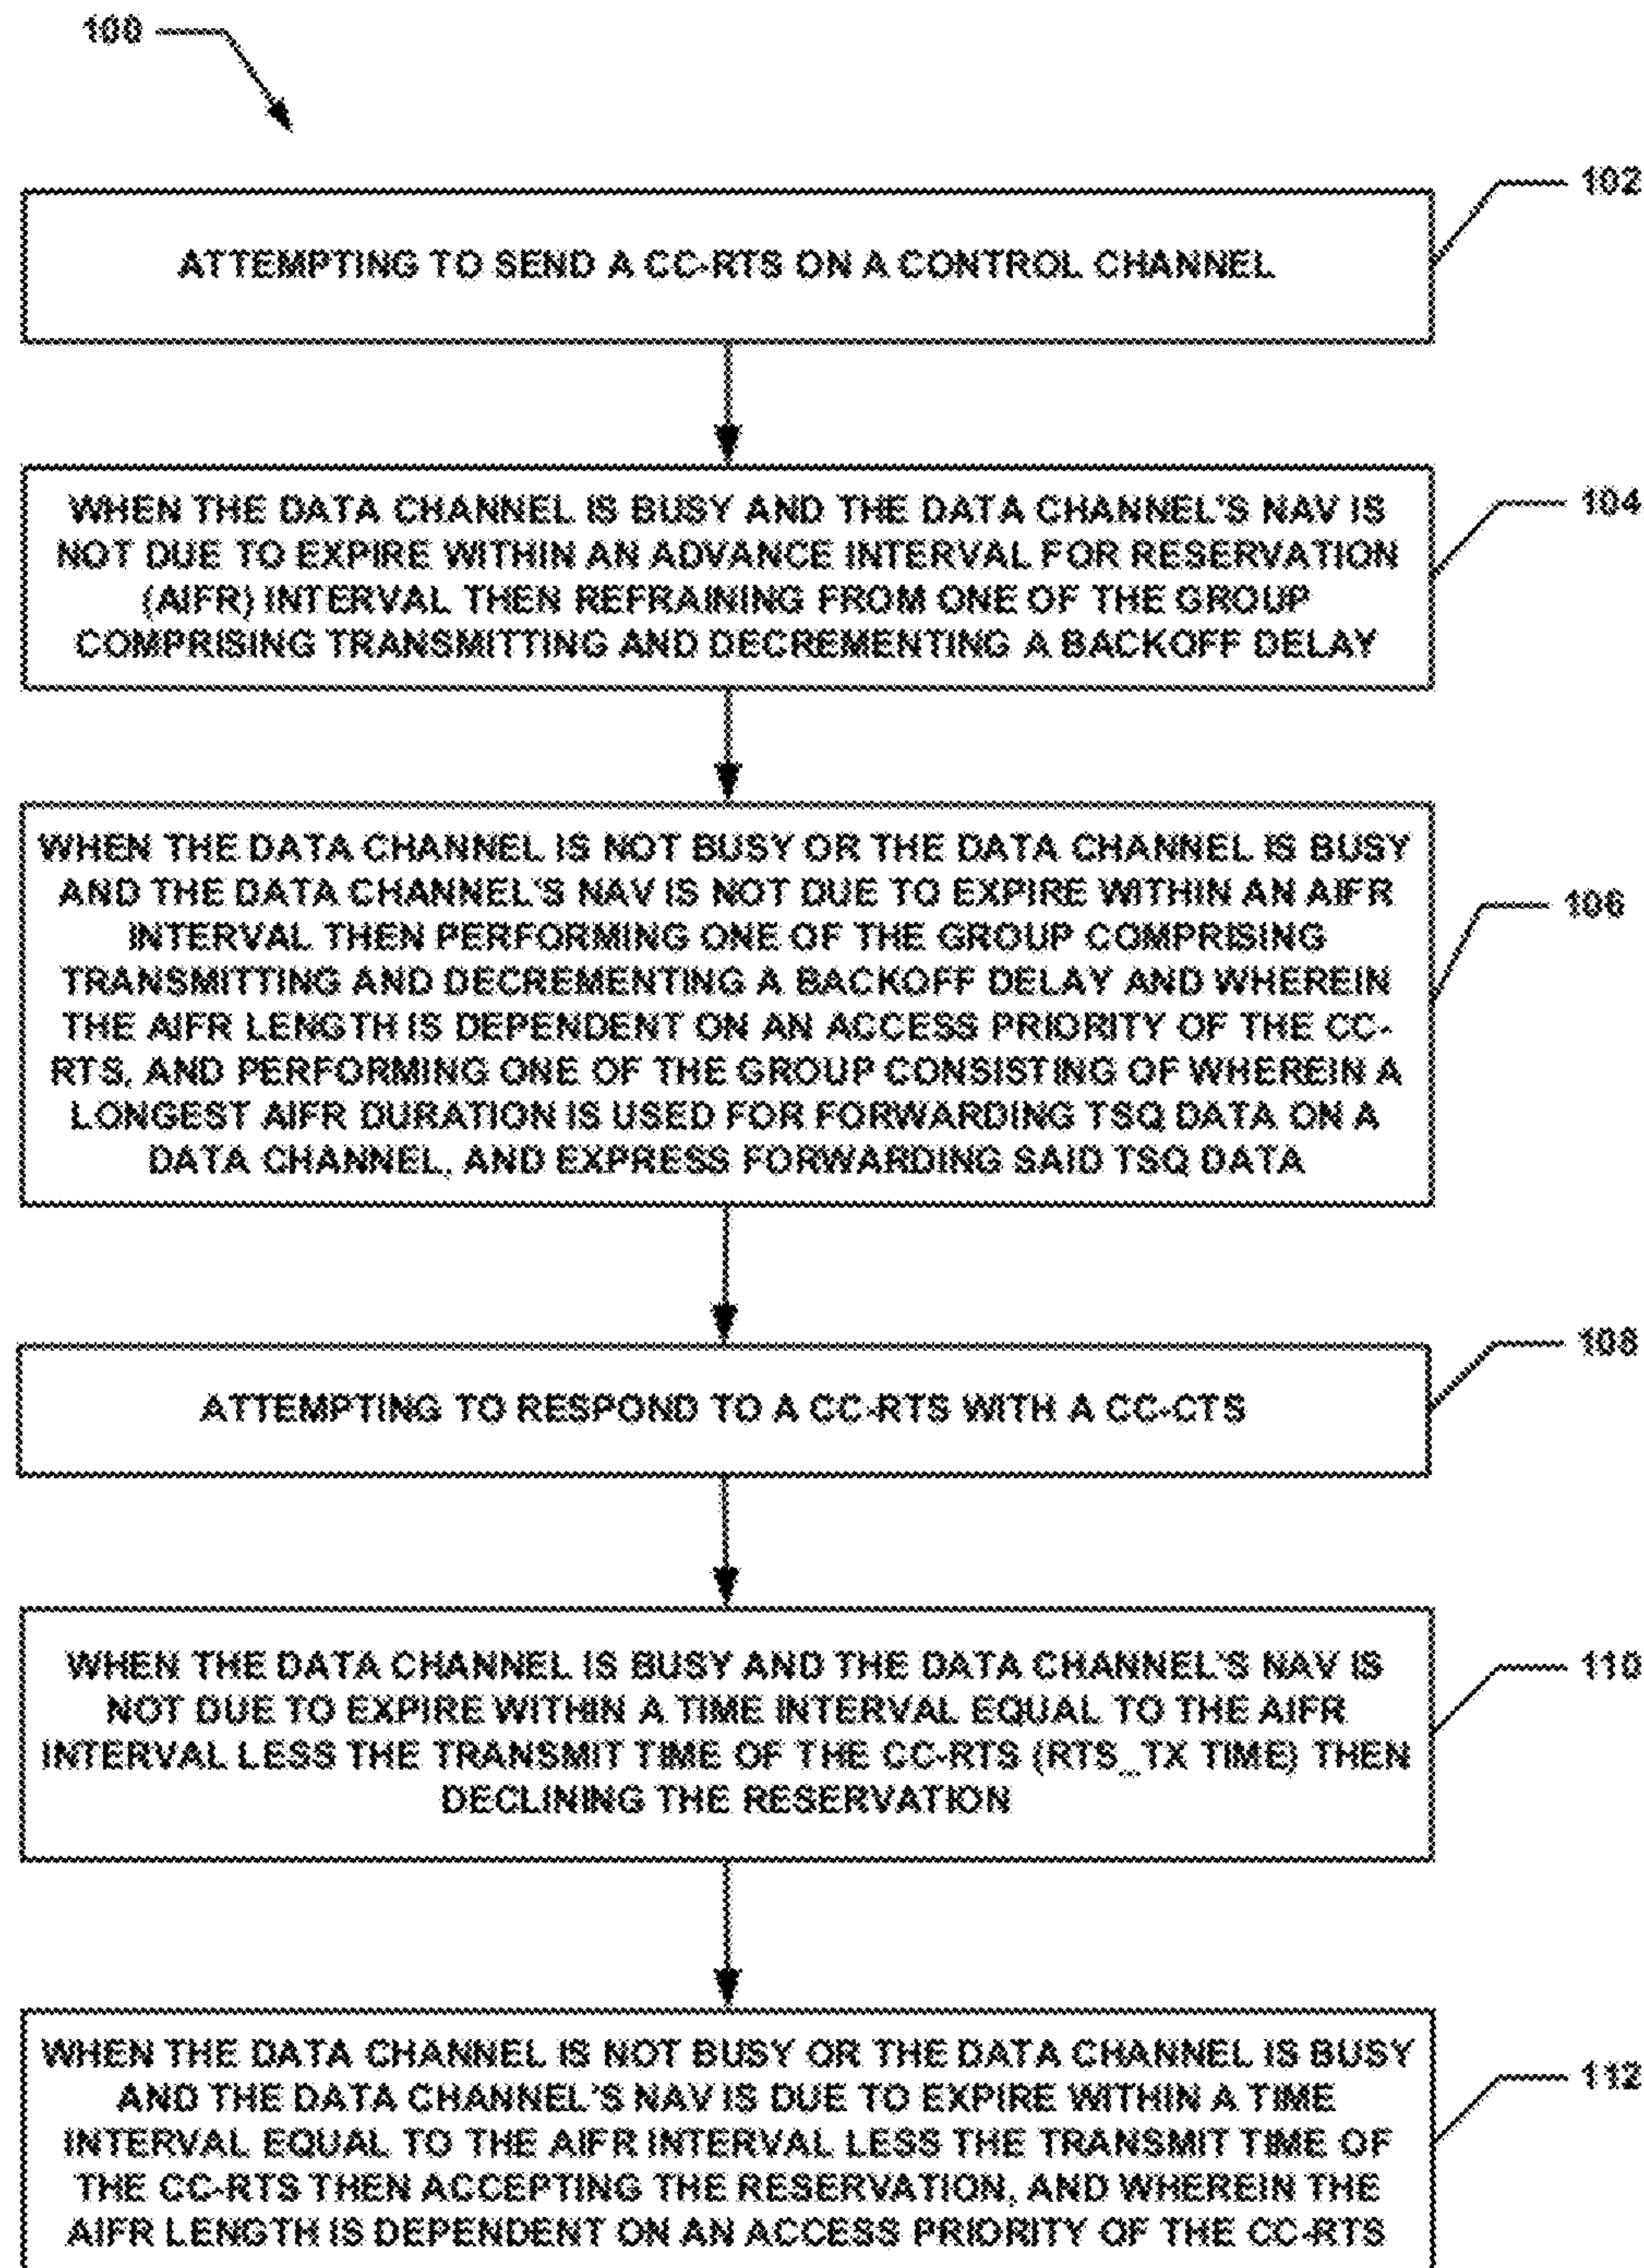 100
102
ATTEMPTING TO SEND A CC-RTS ON A CONTROL CHANNEL
104
WHEN THE DATA CHANNEL IS BUSY AND THE DATA CHANNEL'S NAV IS
NOT DUE TO EXPIRE WITHIN AN ADVANCE INTERVAL FOR RESERVATION
(AIFR) INTERVAL THEN REFRAINING FROM ONE OF THE GROUP
COMPRISING TRANSMITTING AND DECREMENTING A BACKOFF DELAY
106
WHEN THE DATA CHANNEL IS NOT BUSY OR THE DATA CHANNEL IS BUSY
AND THE DATA CHANNEL'S NAV IS NOT DUE TO EXPIRE WITHIN AN AIFR
INTERVAL THEN PERFORMING ONE OF THE GROUP COMPRISING
TRANSMITTING AND DECREMENTING A BACKOFF DELAY AND WHEREIN
THE AIFR LENGTH IS DEPENDENT ON AN ACCESS PRIORITY OF THE CC-
RTS, AND PERFORMING ONE OF THE GROUP CONSISTING OF WHEREIN A
LONGEST AIFR DURATION IS USED FOR FORWARDING TSQ DATA ON A
DATA CHANNEL, AND EXPRESS FORWARDING SAID TSQ DATA
108
ATTEMPTING TO RESPOND TO A CC-RTS WITH A CC-CTS
110
WHEN THE DATA CHANNEL IS BUSY AND THE DATA CHANNEL'S NAV IS
NOT DUE TO EXPIRE WITHIN A TIME INTERVAL EQUAL TO THE AIFR
INTERVAL LESS THE TRANSMIT TIME OF THE CC-RTS (RTS_TX TIME) THEN
DECLINING THE RESERVATION
112
WHEN THE DATA CHANNEL IS NOT BUSY OR THE DATA CHANNEL IS BUSY
AND THE DATA CHANNEL'S NAV IS DUE TO EXPIRE WITHIN A TIME
INTERVAL EQUAL TO THE AIFR INTERVAL LESS THE TRANSMIT TIME OF
THE CC-RTS THEN ACCEPTING THE RESERVATION, AND WHEREIN THE
AIFR LENGTH IS DEPENDENT ON AN ACCESS PRIORITY OF THE CC-RTS